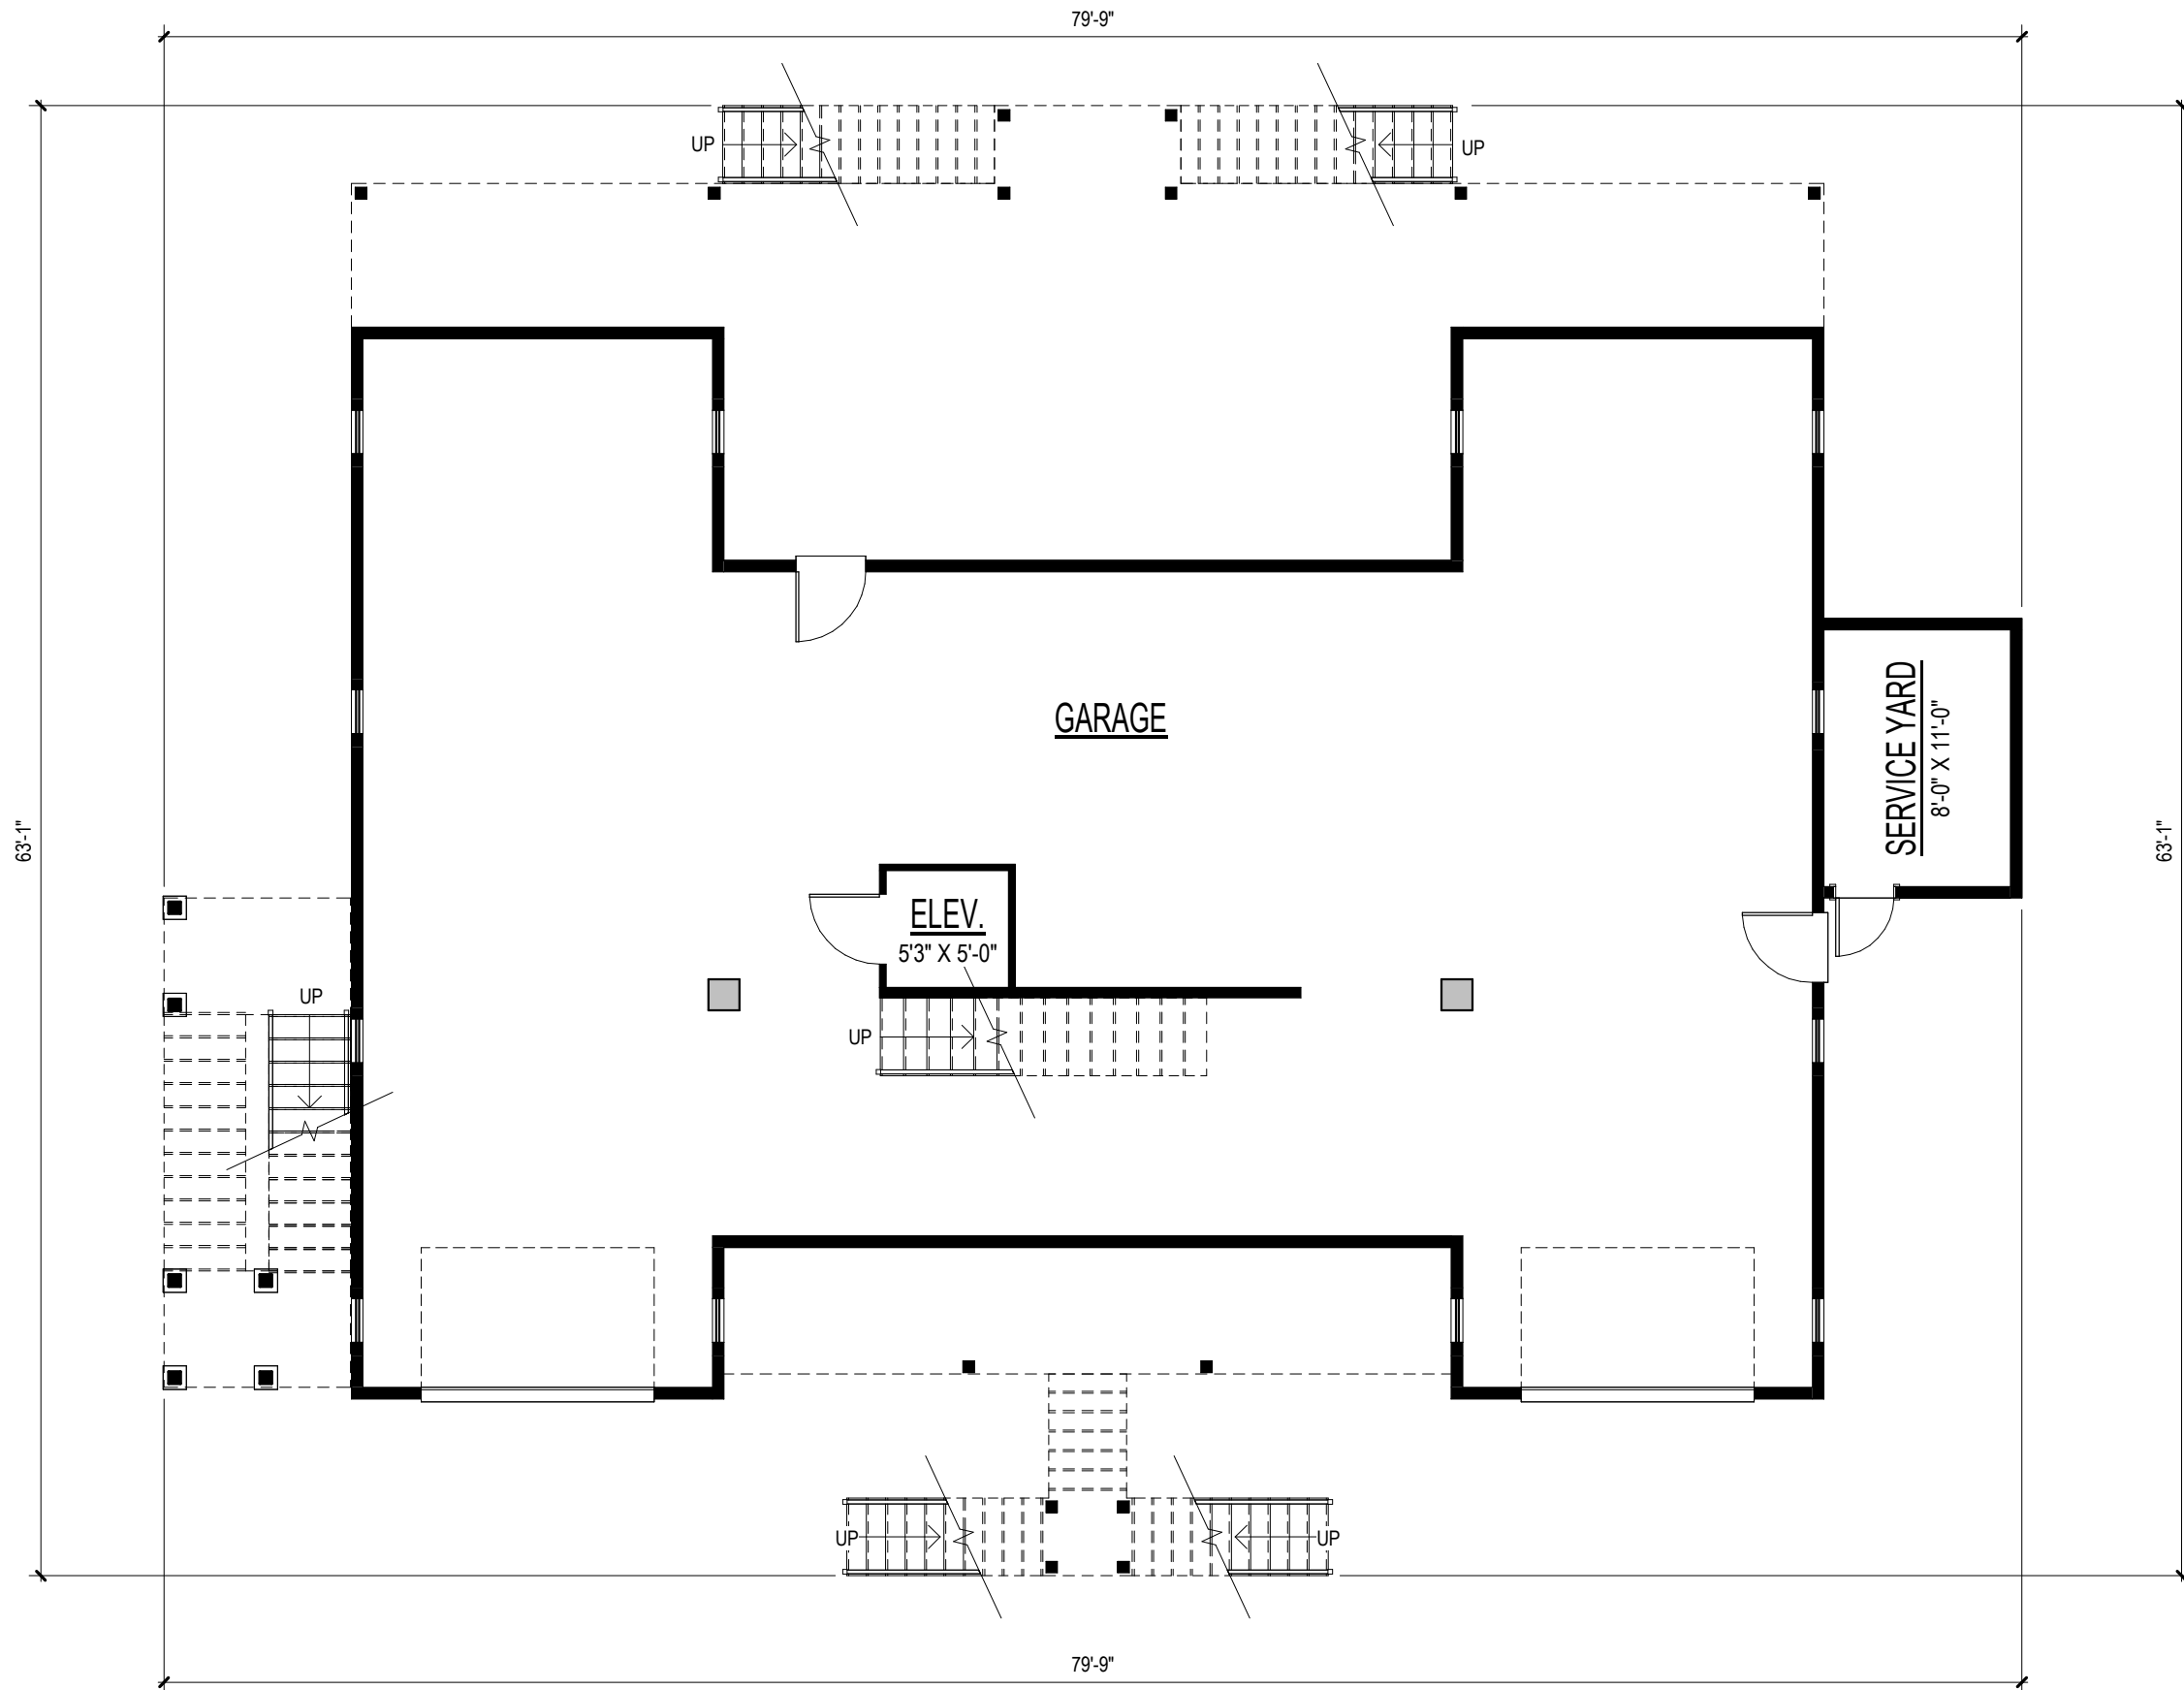 79'-9"
UP
UP
GARAGE
SERVICE YARD
8'-0" X 11'-0"
63'-1"
63'-1"
ELEV.
5'3" X 5'-0"
UP
UP
UP
UP
79'-9"